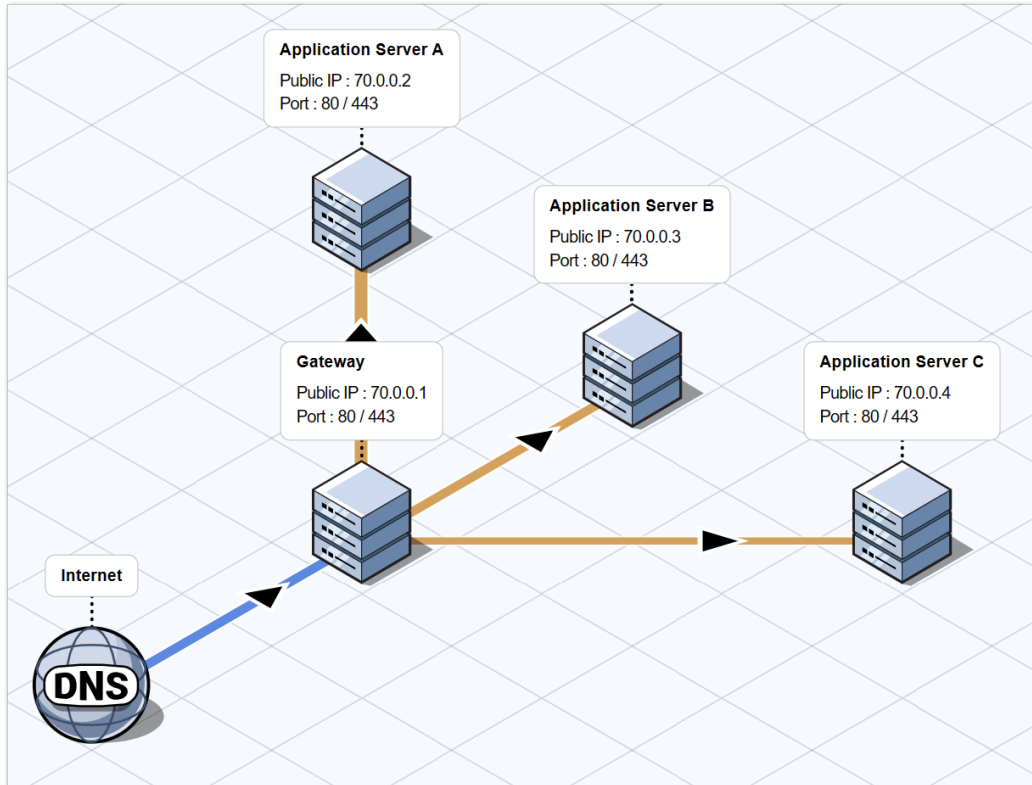 Application Server A
Public IP : 70.0.0.2
Port : 80 / 443
Application Server B
Public IP : 70.0.0.3
Port : 80 / 443
Gateway
Public IP : 70.0.0.1
Port : 80 / 443
Application Server C
Public IP : 70.0.0.4
Port : 80 / 443
Internet
DNS